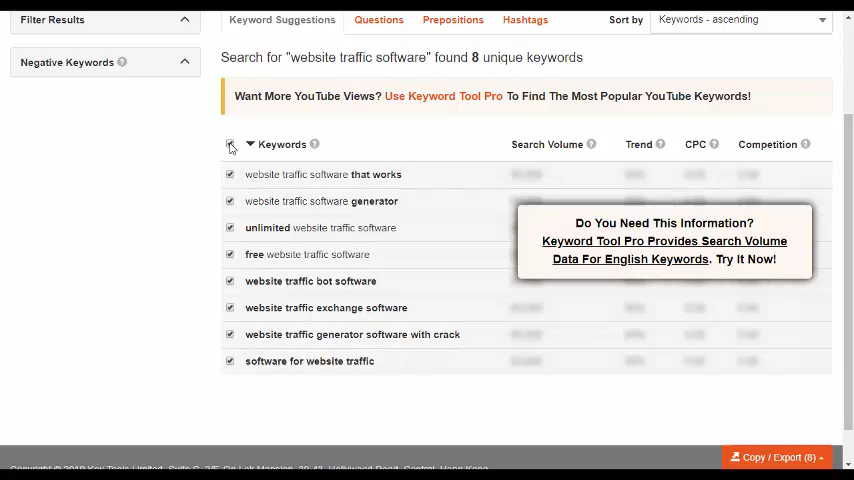 Filter Results
Keyword Suggestions
Questions
Prepositions
Hashtags
Sort by
Keywords - ascending
Negative Keywords ?
Search for "website traffic software" found 8 unique keywords
Want More YouTube Views? Use Keyword Tool Pro To Find The Most Popular YouTube Keywords!
Keywords ?
Search Volume ?
Trend ?
CPC ?
Competition ?
website traffic software that works
website traffic software generator
unlimited website traffic software
free website traffic software
website traffic bot software
website traffic exchange software
website traffic generator software with crack
software for website traffic
Do You Need This Information?
Keyword Tool Pro Provides Search Volume
Data For English Keywords. Try It Now!
Copy / Export (8)